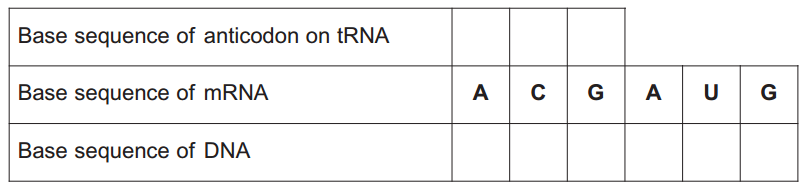 Base sequence of anticodon on tRNA
Base sequence of mRNA A C G A U G
Base sequence of DNA